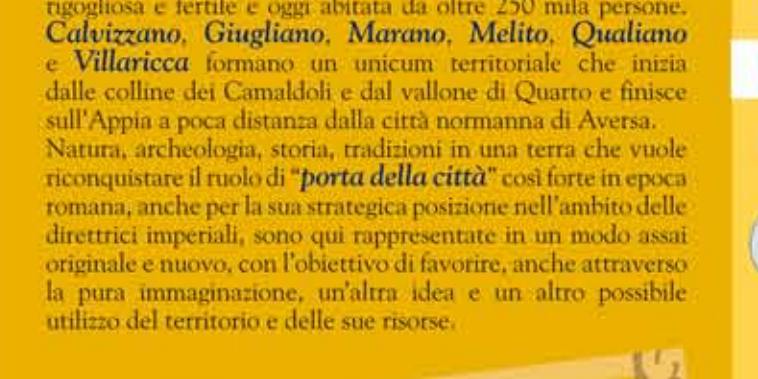 rigogliosa e fertile e oggi abitata da oltre 250 mila persone.
Calvizzano, Giugliano, Marano, Melito, Qualiano
e Villaricca formano un unicum territoriale che inizia
dalle colline dei Camaldoli e dal vallone di Quarto e finisce
sull'Appia a poca distanza dalla città normanna di Aversa.
Natura, archeologia, storia, tradizioni in una terra che vuole
riconquistare il ruolo di "porta della città" così forte in epoca
romana, anche per la sua strategica posizione nell'ambito delle
direttrici imperiali, sono qui rappresentate in un modo assai
originale e nuovo, con l'obiettivo di favorire, anche attraverso
la pura immaginazione, un'altra idea e un altro possibile
utilizzo del territorio e delle sue risorse.